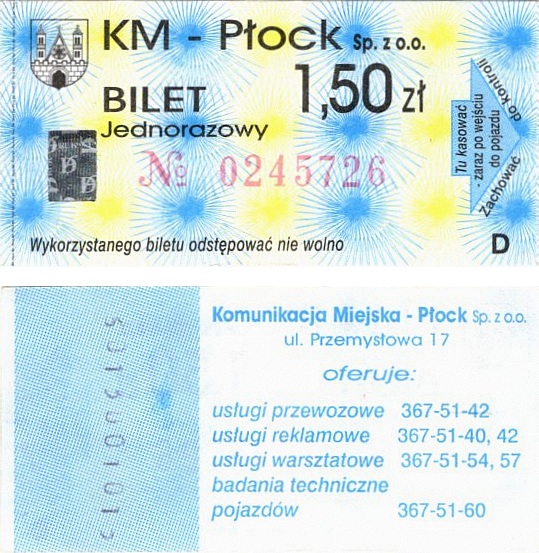 KM - Płock Sp. z o.o.
BILET 1,50 zł
Jednorazowy
№ 0245726
Tu kasować
- zaraz po wejściu
do pojazdu
Zachować
do kontroli
Wykorzystanego biletu odstępować nie wolno D
Komunikacja Miejska - Płock Sp. z o.o.
ul. Przemysłowa 17
oferuje:
usługi przewozowe 367-51-42
usługi reklamowe 367-51-40, 42
usługi warsztatowe 367-51-54, 57
badania techniczne
pojazdów 367-51-60